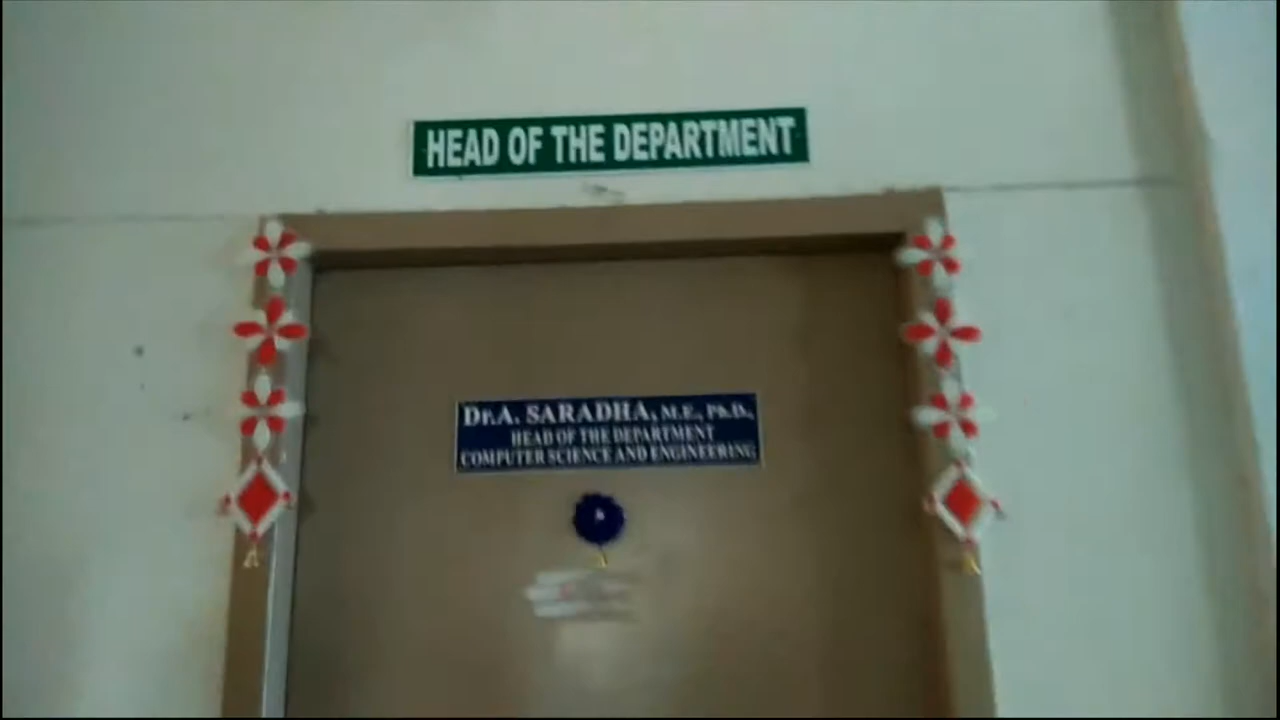 HEAD OF THE DEPARTMENT
Dr.A. SARADHA, M.E., Ph.D.,
HEAD OF THE DEPARTMENT
COMPUTER SCIENCE AND ENGINEERING